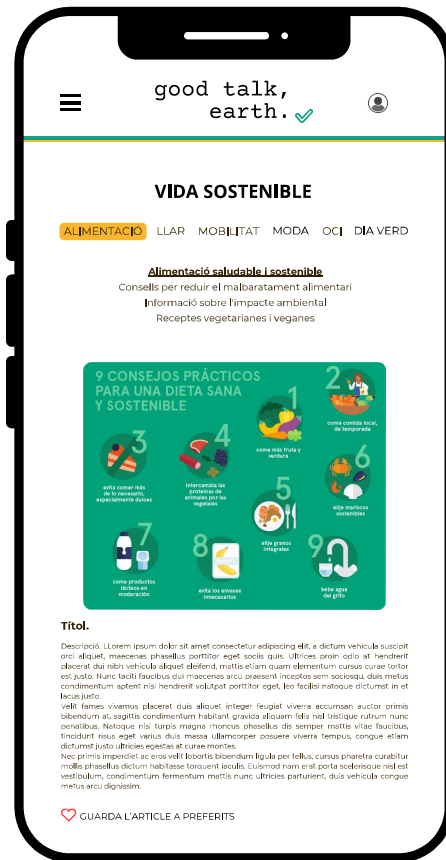 good talk,
earth.
VIDA SOSTENIBLE
ALIMENTACIÓ LLAR MOBILITAT MODA OCI DIA VERD
Alimentació saludable i sostenible
Consells per reduir el malbaratament alimentari
Informació sobre l'impacte ambiental
Receptes vegetarianes i veganes
9 CONSEJOS PRÁCTICOS
PARA UNA DIETA SANA
Y SOSTENIBLE
1
come más fruta y
verdura
2
come comida local,
de temporada
3
evita comer más
de lo necesario,
especialmente dulces
4
intercambia las
proteínas de
animales por las
vegetales
5
elije granos
integrales
6
elije mariscos
sostenibles
7
come productos
lácteos en
moderación
8
evita los envases
innecesarios
9
bebe agua
del grifo
Títol.
Descripció. LLorem ipsum dolor sit amet consectetur adipiscing elit, a dictum vehicula suscipit
orci aliquet, maecenas phasellus porttitor eget sociis quis. Ultrices proin odio at hendrerit
placerat dui nibh vehicula aliquet eleifend, mattis etiam quam elementum cursus curae tortor
est justo. Nunc taciti faucibus dui maecenas arcu praesent inceptos sem sociosqu, duis metus
condimentum aptent nisi hendrerit volutpat porttitor eget, leo facilisi natoque dictumst in et
lacus justo.
Velit fames vivamus placerat duis aliquet integer feugiat viverra accumsan auctor primis
bibendum at, sagittis condimentum habitant gravida aliquam felis nisl tristique rutrum nunc
penatibus. Natoque nisi turpis magna rhoncus phasellus dis semper mattis vitae faucibus,
tincidunt risus eget varius duis massa ullamcorper posuere viverra tempus, congue etiam
dictumst justo ultricies egestas at curae montes.
Nec primis imperdiet ac eros velit lobortis bibendum ligula per tellus, cursus pharetra curabitur
mollis phasellus dictum habitasse torquent iaculis. Euismod nam erat porta scelerisque nisl est
vestibulum, condimentum fermentum mattis nunc ultricies parturient, duis vehicula congue
metus arcu dignissim.
GUARDA L'ARTICLE A PREFERITS